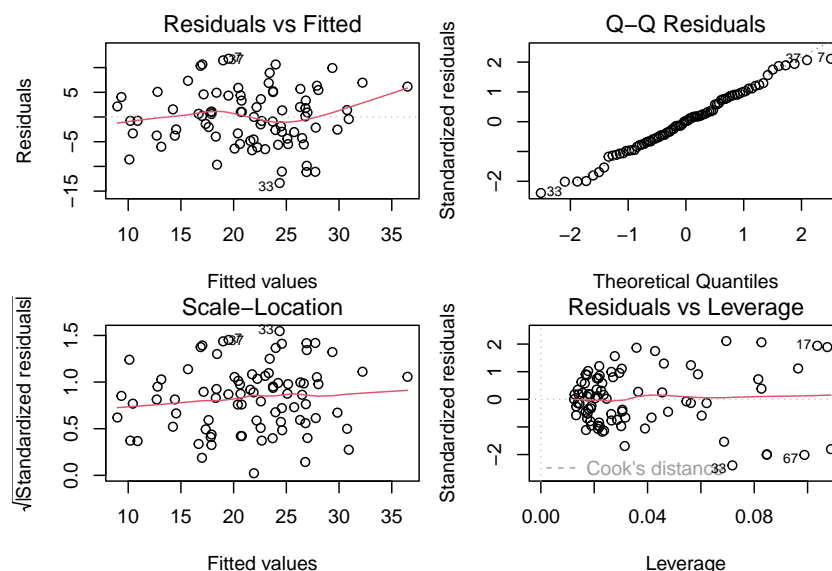 Residuals vs Fitted
Residuals
5
−5
−15
37
33
10 15 20 25 30 35
Fitted values
Q−Q Residuals
Standardized residuals
2
1
0
−2
37 7
33
−2 −1 0 1 2
Theoretical Quantiles
Scale−Location
√|Standardized residuals|
1.5
1.0
0.5
0.0
33
10 15 20 25 30 35
Fitted values
Residuals vs Leverage
Standardized residuals
2
1
0
−2
17
67
33
Cook's distance
0.00 0.04 0.08
Leverage